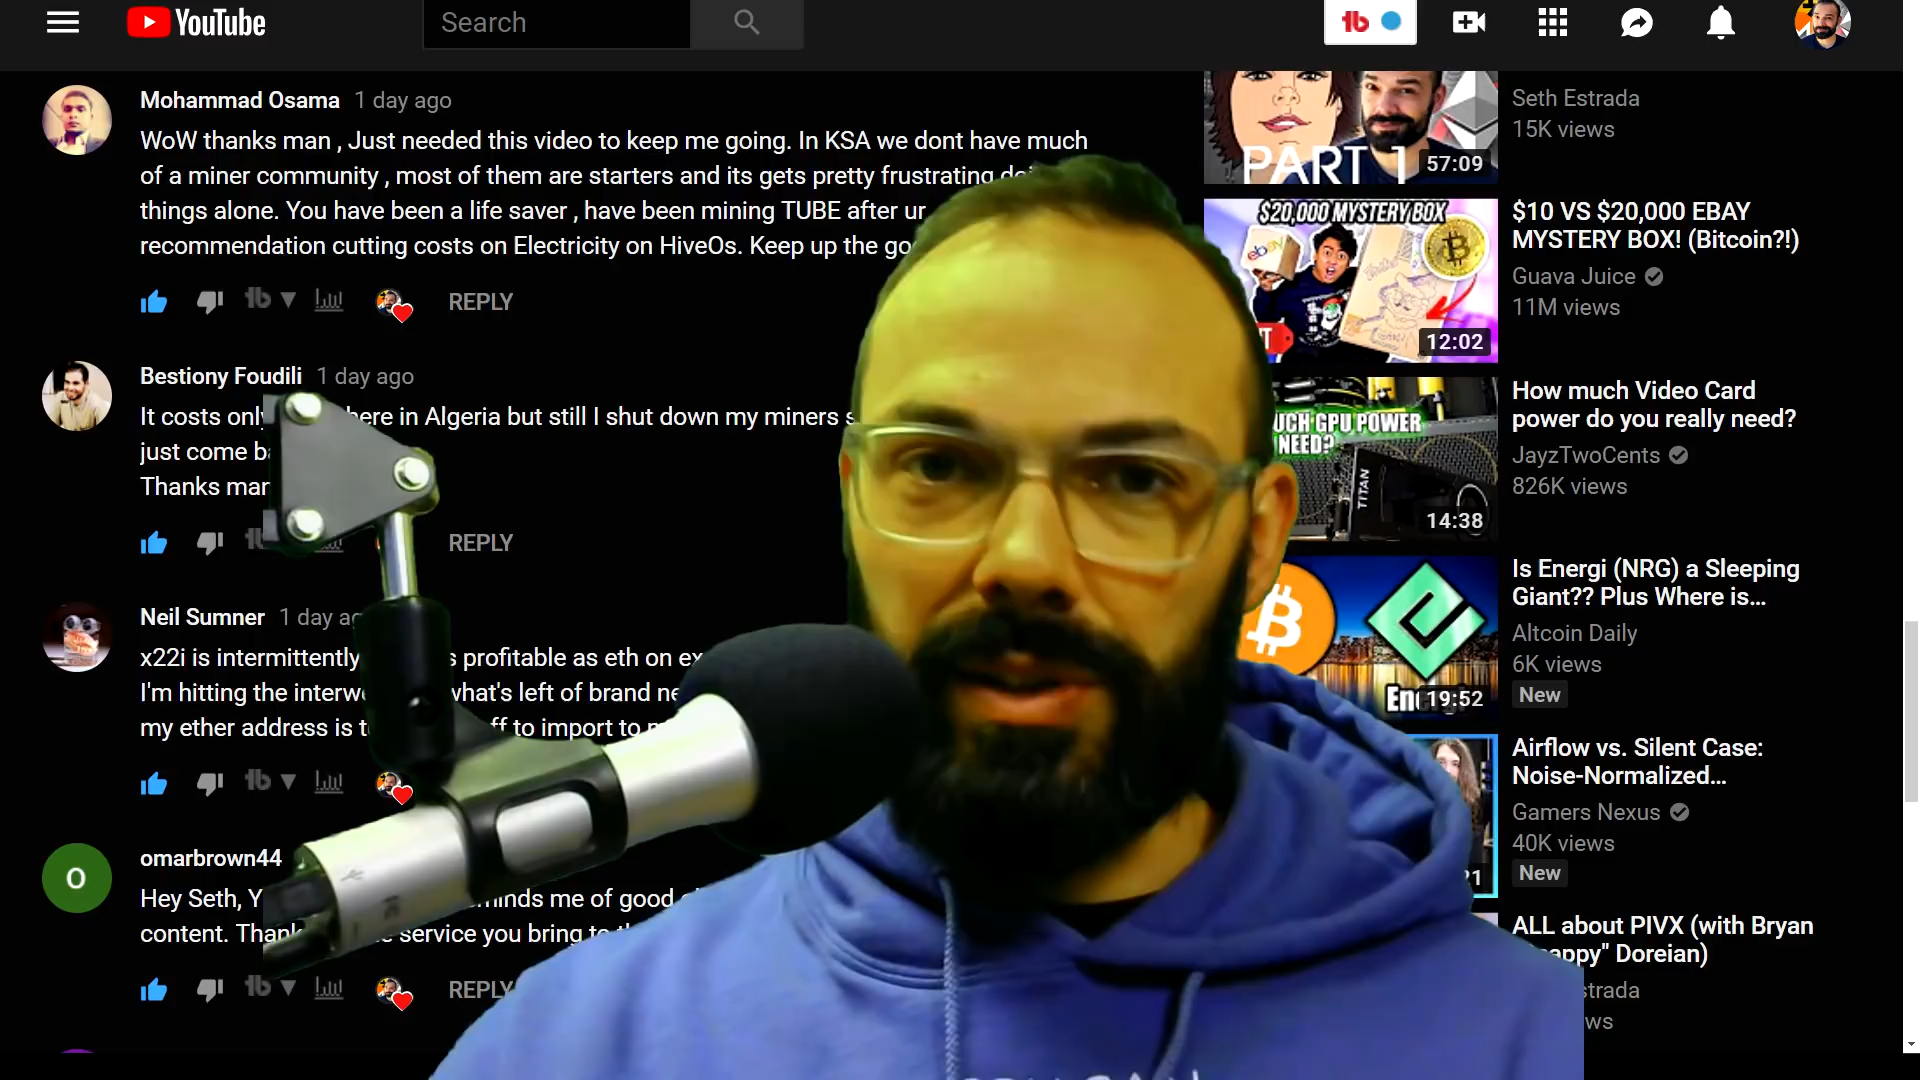 YouTube
Search
Mohammad Osama 1 day ago
WoW thanks man , Just needed this video to keep me going. In KSA we dont have much
of a miner community , most of them are starters and its gets pretty frustrating
things alone. You have been a life saver , have been mining TUBE after ur
recommendation cutting costs on Electricity on HiveOs. Keep up the
REPLY
Bestiony Foudili 1 day ago
It costs only here in Algeria but still I shut down my miners
just come
Thanks man
REPLY
Neil Sumner 1 day ago
x22i is intermittently profitable as eth on
I'm hitting the what's left of brand
my ether address is to import to
omarbrown44
Hey Seth, reminds me of good
content. service you bring to
REPLY
PART 1
57:09
Seth Estrada
15K views
$20,000 MYSTERY BOX
ebay
12:02
$10 VS $20,000 EBAY
MYSTERY BOX! (Bitcoin?!)
Guava Juice
11M views
GPU POWER
NEED?
TITAN
14:38
How much Video Card
power do you really need?
JayzTwoCents
826K views
19:52
Is Energi (NRG) a Sleeping
Giant?? Plus Where is...
Altcoin Daily
6K views
New
Airflow vs. Silent Case:
Noise-Normalized...
Gamers Nexus
40K views
New
ALL about PIVX (with Bryan
Doreian)
O